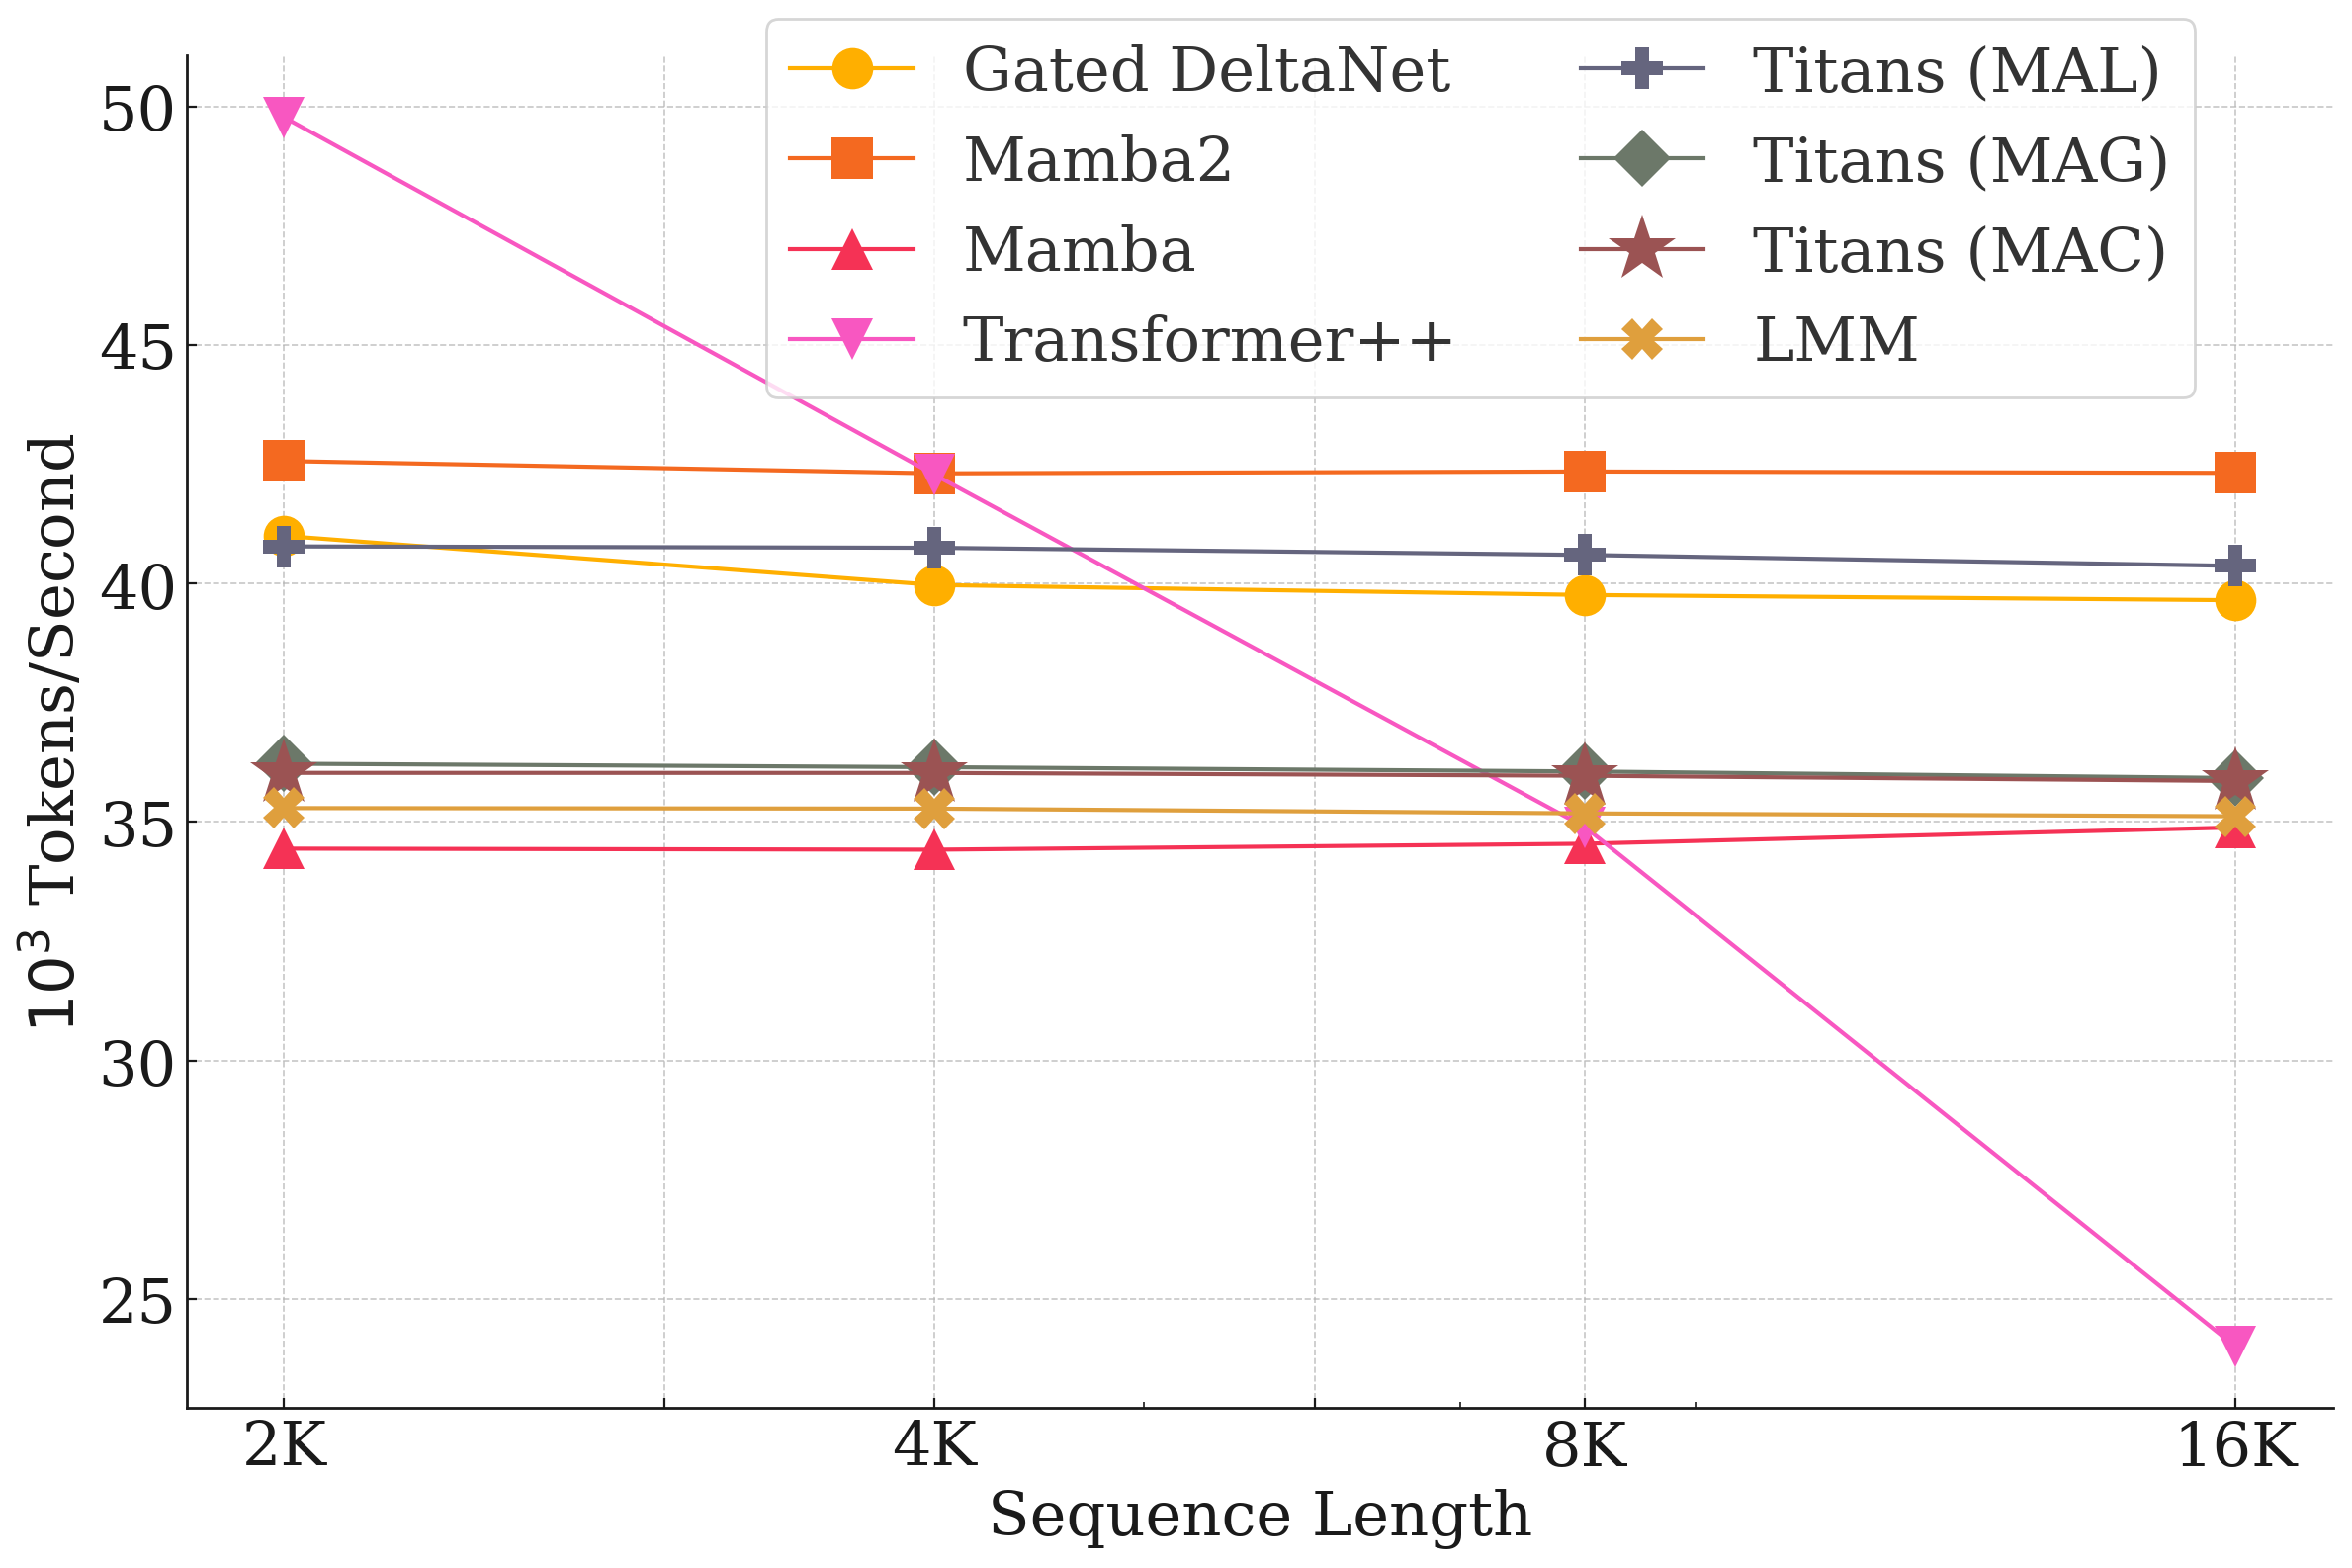 Gated DeltaNet
Mamba2
Mamba
Transformer++
Titans (MAL)
Titans (MAG)
Titans (MAC)
LMM
50
45
40
35
30
25
10³ Tokens/Second
2K
4K
8K
16K
Sequence Length